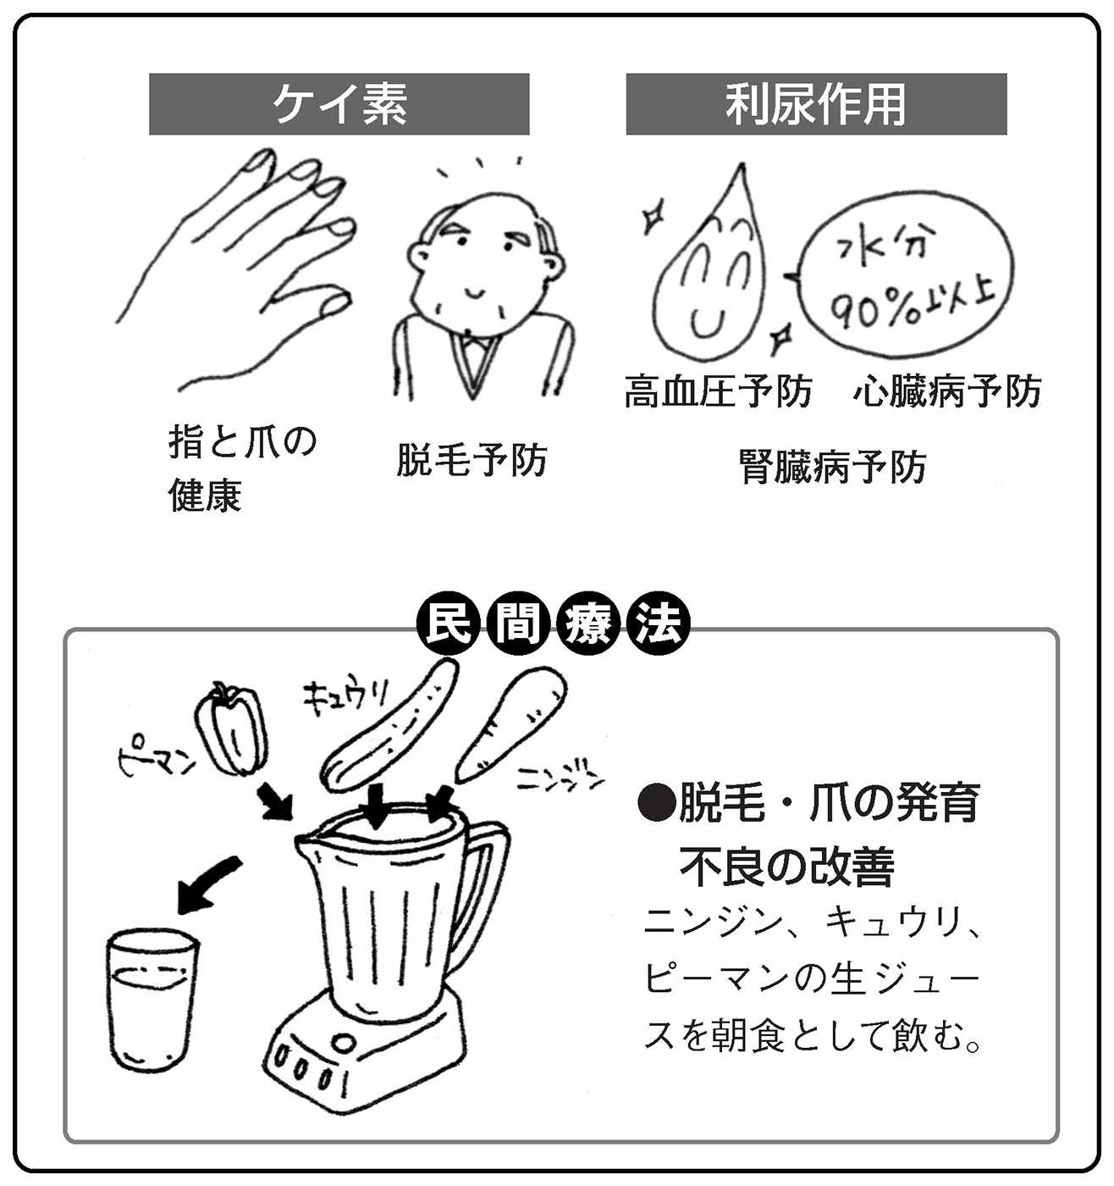 ケイ素
指と爪の
健康
脱毛予防
利尿作用
水分
90%以上
高血圧予防
心臓病予防
腎臓病予防
民間療法
ピーマン
キュウリ
ニンジン
●脱毛・爪の発育
不良の改善
ニンジン、キュウリ、
ピーマンの生ジュー
スを朝食として飲む。